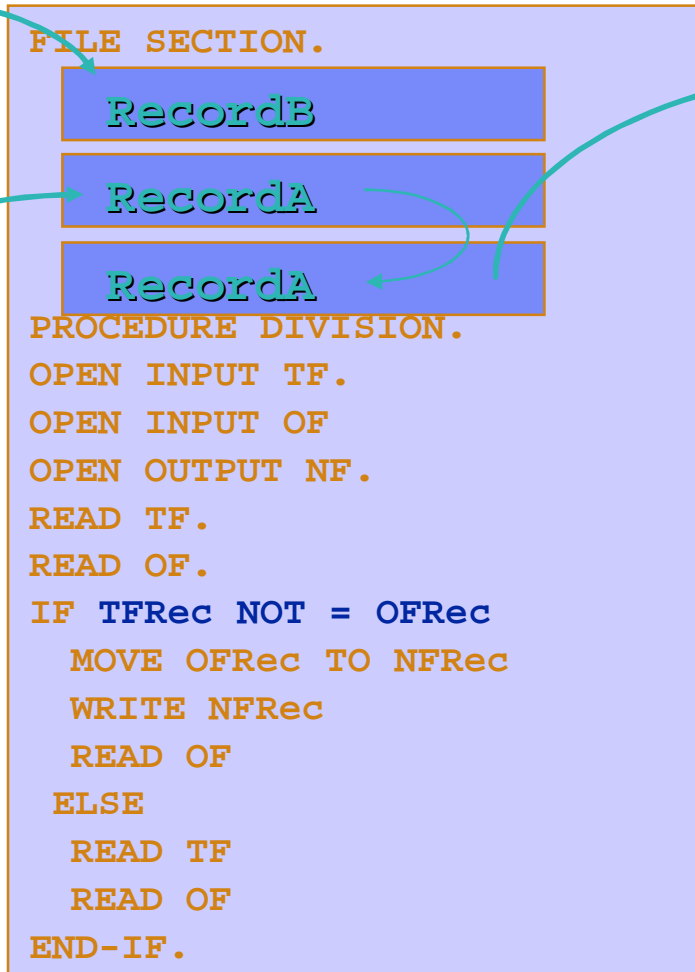 FILE SECTION.
RecordB
RecordA
RecordA
PROCEDURE DIVISION.
OPEN INPUT TF.
OPEN INPUT OF
OPEN OUTPUT NF.
READ TF.
READ OF.
IF TFRec NOT = OFRec
MOVE OFRec TO NFRec
WRITE NFRec
READ OF
ELSE
READ TF
READ OF
END-IF.